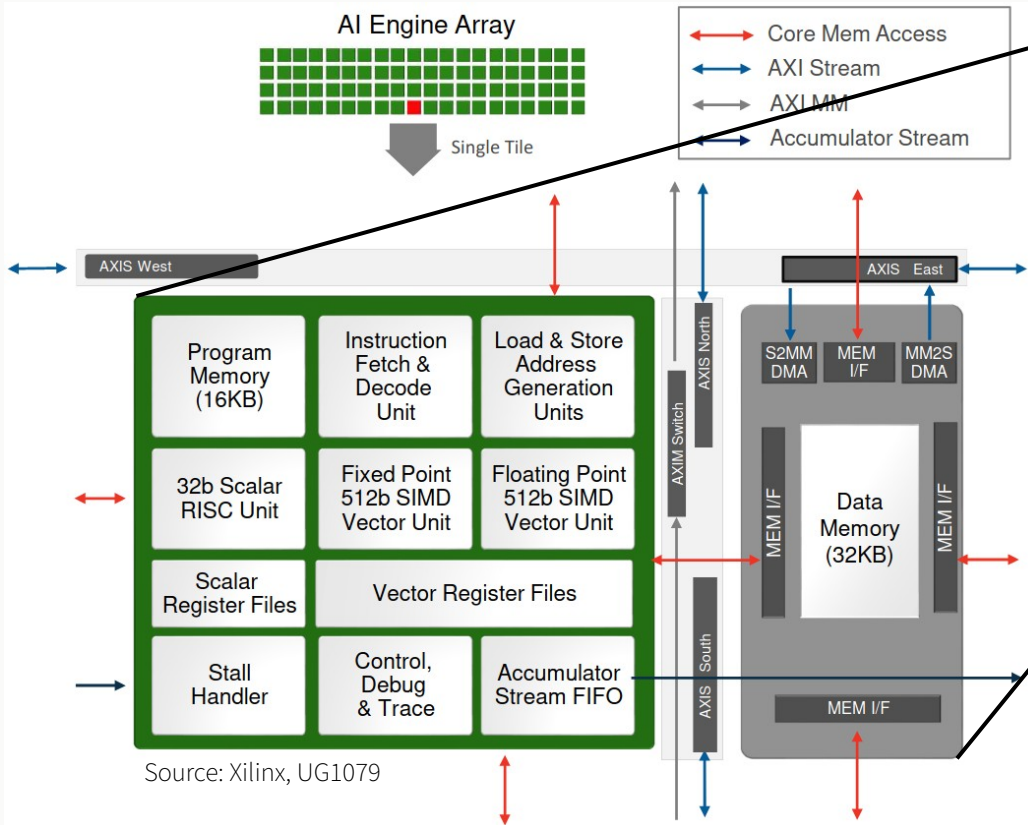 AI Engine Array
Core Mem Access
AXI Stream
AXI MM
Accumulator Stream
Single Tile
AXIS West
AXIS East
Program
Memory
(16KB)
Instruction
Fetch &
Decode
Unit
Load & Store
Address
Generation
Units
AXIS North
S2MM
DMA
MEM
I/F
MM2S
DMA
AXIM Switch
32b Scalar
RISC Unit
Fixed Point
512b SIMD
Vector Unit
Floating Point
512b SIMD
Vector Unit
MEM I/F
Data
Memory
(32KB)
MEM I/F
Scalar
Register Files
Vector Register Files
Stall
Handler
Control,
Debug
& Trace
Accumulator
Stream FIFO
AXIS South
MEM I/F
Source: Xilinx, UG1079